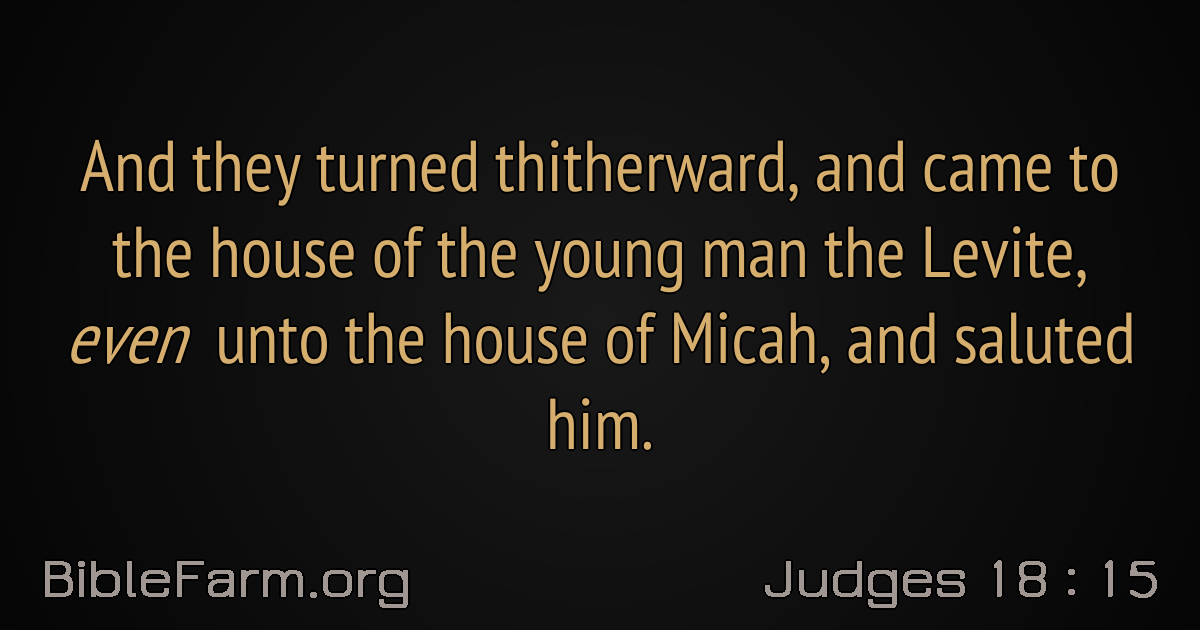 And they turned thitherward, and came to
the house of the young man the Levite,
even unto the house of Micah, and saluted
him.
BibleFarm.org
Judges 18 : 15